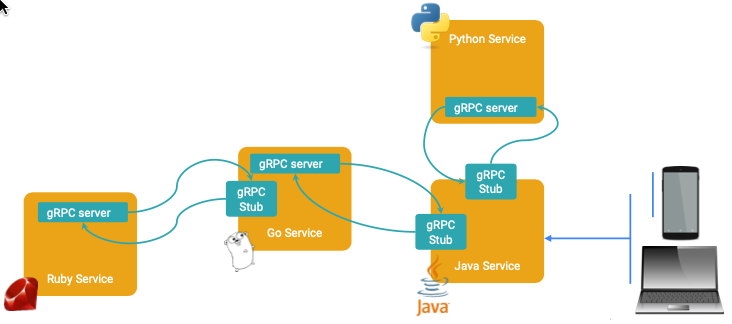 Python Service
gRPC server
gRPC
Stub
gRPC server
gRPC
Stub
Go Service
gRPC
Stub
Java Service
Java
gRPC server
Ruby Service